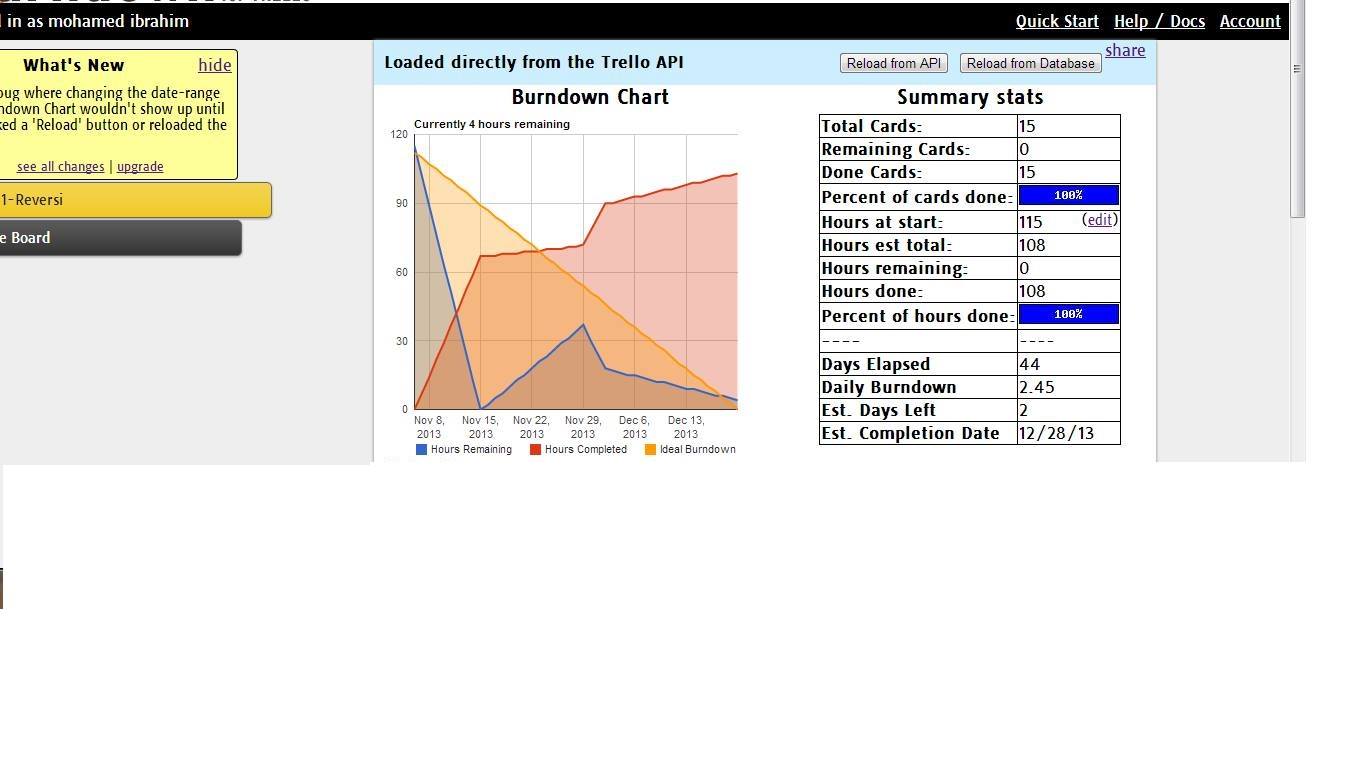 FOR TRELLO
l in as mohamed ibrahim
Quick Start Help / Docs Account
What's New hide
bug where changing the date-range
ndown Chart wouldn't show up until
ked a 'Reload' button or reloaded the
see all changes | upgrade
1-Reversi
e Board
Loaded directly from the Trello API
Reload from API Reload from Database share
Burndown Chart
Currently 4 hours remaining
120
90
60
30
0
Nov 8, Nov 15, Nov 22, Nov 29, Dec 6, Dec 13,
2013 2013 2013 2013 2013 2013
Hours Remaining Hours Completed Ideal Burndown
Summary stats
Total Cards: 15
Remaining Cards: 0
Done Cards: 15
Percent of cards done: 100%
Hours at start: 115 (edit)
Hours est total: 108
Hours remaining: 0
Hours done: 108
Percent of hours done: 100%
---- ----
Days Elapsed 44
Daily Burndown 2.45
Est. Days Left 2
Est. Completion Date 12/28/13